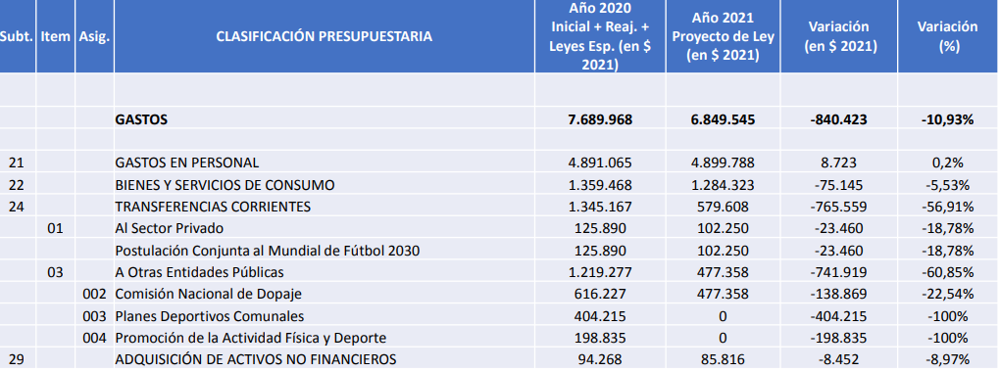 Subt. Item Asig. CLASIFICACIÓN PRESUPUESTARIA Año 2020 Inicial + Reaj. + Leyes Esp. (en $ 2021) Año 2021 Proyecto de Ley (en $ 2021) Variación (en $ 2021) Variación (%)
GASTOS 7.689.968 6.849.545 -840.423 -10,93%
21 GASTOS EN PERSONAL 4.891.065 4.899.788 8.723 0,2%
22 BIENES Y SERVICIOS DE CONSUMO 1.359.468 1.284.323 -75.145 -5,53%
24 TRANSFERENCIAS CORRIENTES 1.345.167 579.608 -765.559 -56,91%
01 Al Sector Privado 125.890 102.250 -23.460 -18,78%
Postulación Conjunta al Mundial de Fútbol 2030 125.890 102.250 -23.460 -18,78%
03 A Otras Entidades Públicas 1.219.277 477.358 -741.919 -60,85%
002 Comisión Nacional de Dopaje 616.227 477.358 -138.869 -22,54%
003 Planes Deportivos Comunales 404.215 0 -404.215 -100%
004 Promoción de la Actividad Física y Deporte 198.835 0 -198.835 -100%
29 ADQUISICIÓN DE ACTIVOS NO FINANCIEROS 94.268 85.816 -8.452 -8,97%